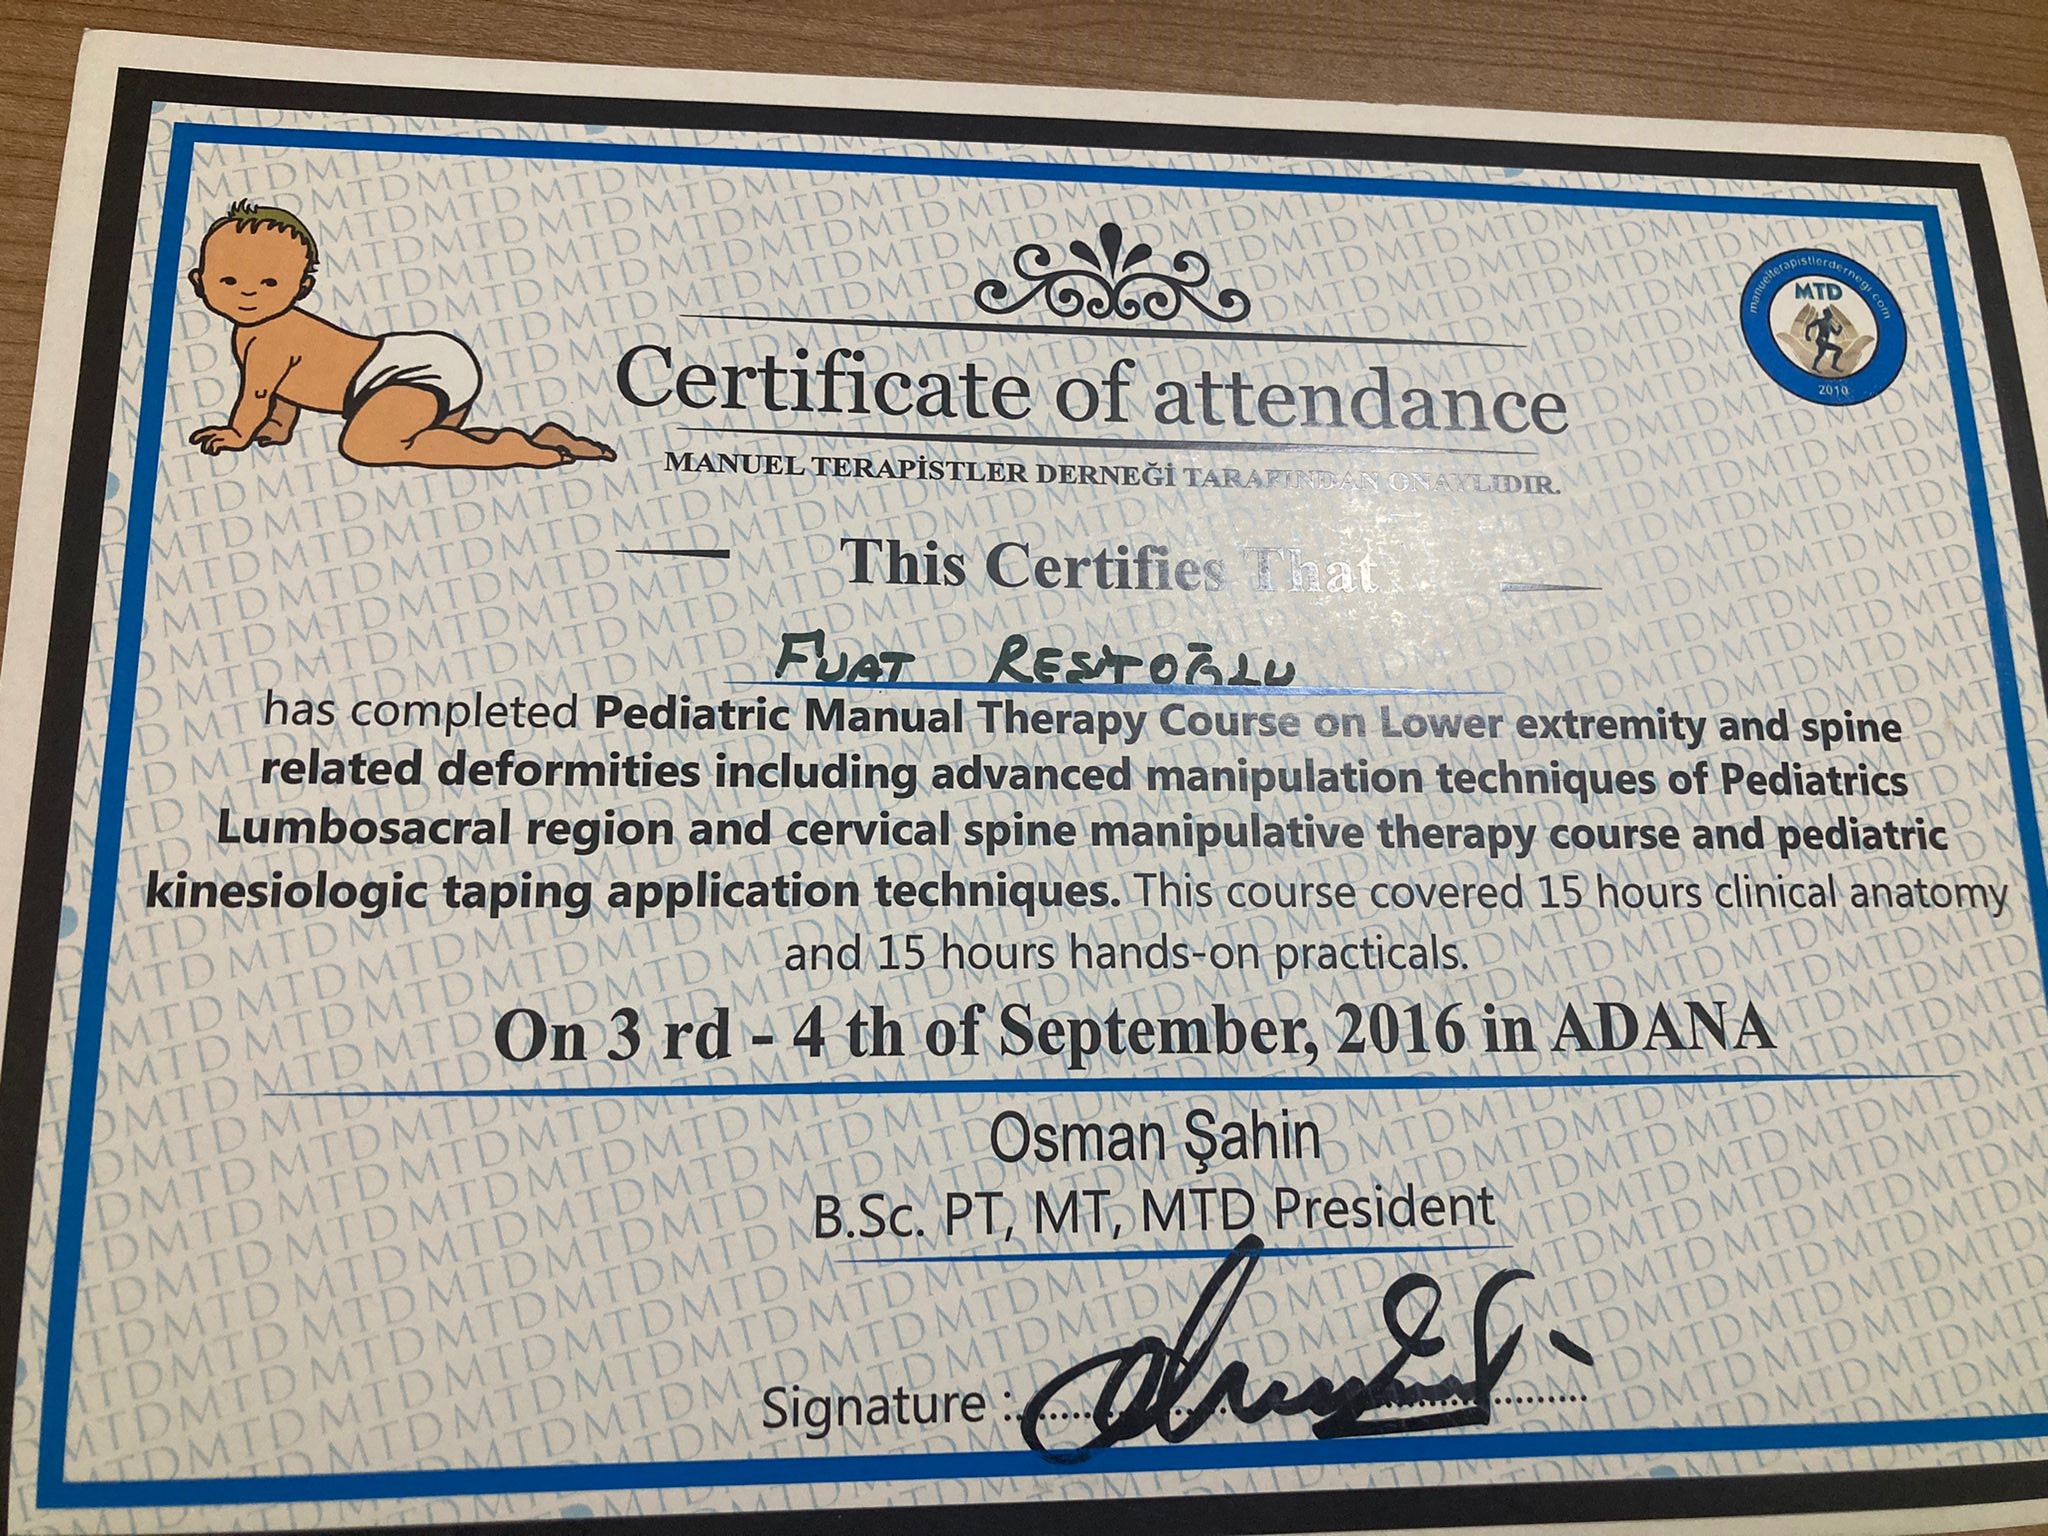 manuelterapistlerdernegi.com
MTD
2010
Certificate of attendance
MANUEL TERAPİSTLER DERNEĞİ TARAFINDAN ONAYLIDIR.
This Certifies That
FUAT REŞİTOĞLU
has completed Pediatric Manual Therapy Course on Lower extremity and spine
related deformities including advanced manipulation techniques of Pediatrics
Lumbosacral region and cervical spine manipulative therapy course and pediatric
kinesiologic taping application techniques. This course covered 15 hours clinical anatomy
and 15 hours hands-on practicals.
On 3 rd - 4 th of September, 2016 in ADANA
Osman Şahin
B.Sc. PT, MT, MTD President
Signature :